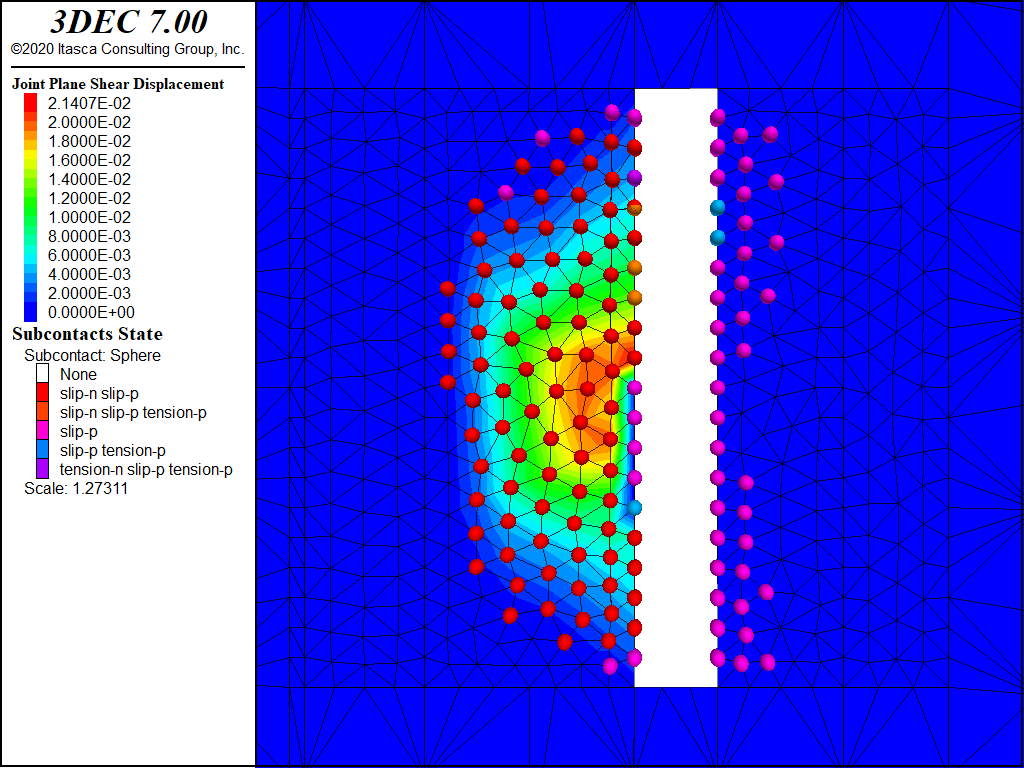 3DEC 7.00
©2020 Itasca Consulting Group, Inc.
Joint Plane Shear Displacement
2.1407E-02
2.0000E-02
1.8000E-02
1.6000E-02
1.4000E-02
1.2000E-02
1.0000E-02
8.0000E-03
6.0000E-03
4.0000E-03
2.0000E-03
0.0000E+00
Subcontacts State
Subcontact: Sphere
None
slip-n slip-p
slip-n slip-p tension-p
slip-p
slip-p tension-p
tension-n slip-p tension-p
Scale: 1.27311